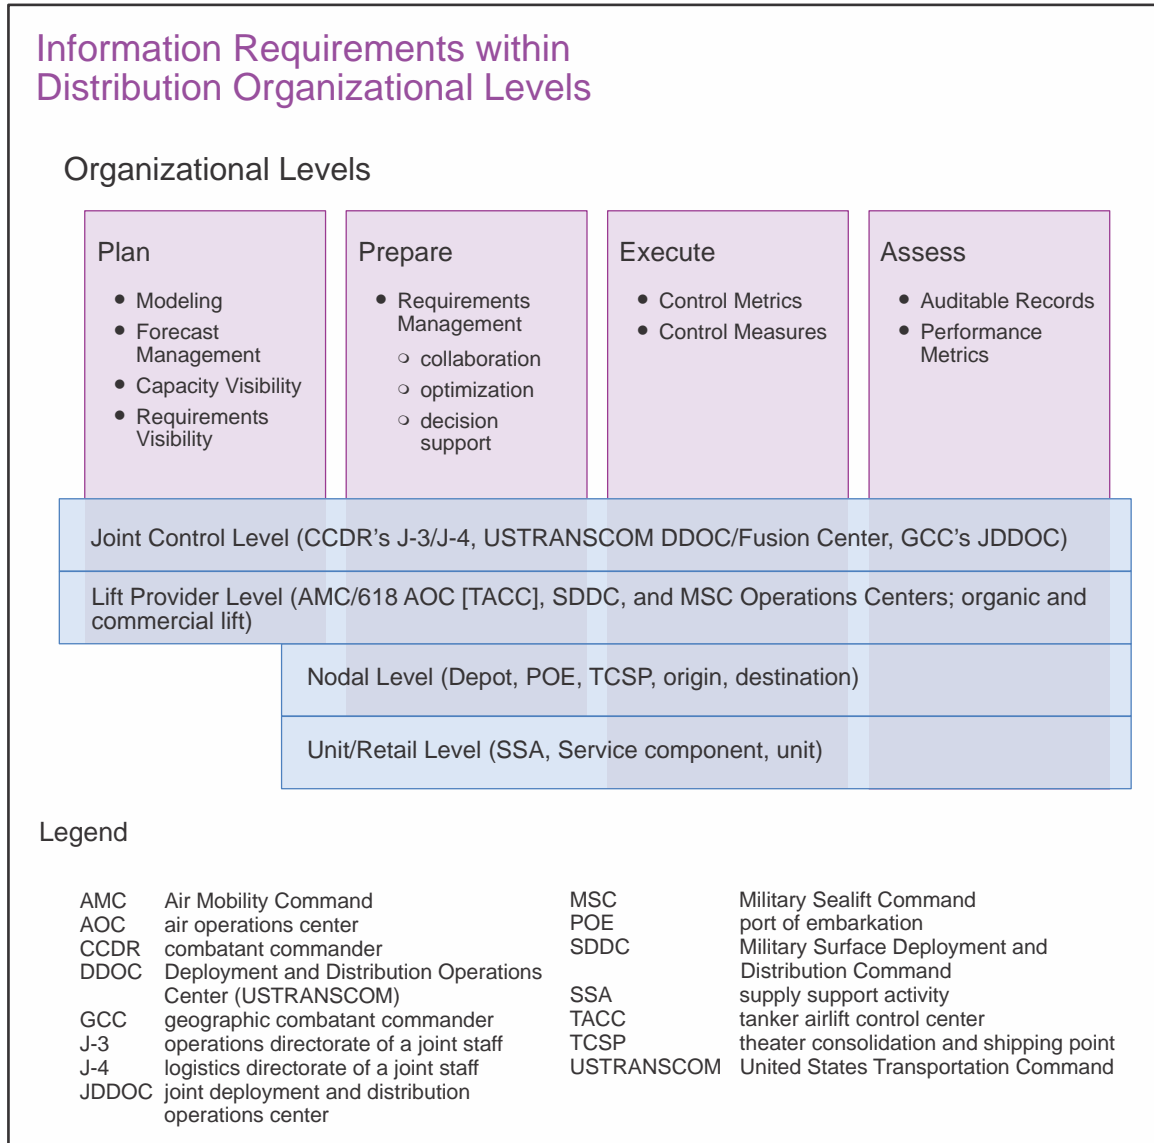 Information Requirements within
Distribution Organizational Levels
Organizational Levels
Plan
• Modeling
• Forecast
Management
• Capacity Visibility
• Requirements
Visibility
Prepare
• Requirements
Management
○ collaboration
○ optimization
○ decision
support
Execute
• Control Metrics
• Control Measures
Assess
• Auditable Records
• Performance
Metrics
Joint Control Level (CCDR’s J-3/J-4, USTRANSCOM DDOC/Fusion Center, GCC’s JDDOC)
Lift Provider Level (AMC/618 AOC [TACC], SDDC, and MSC Operations Centers; organic and
commercial lift)
Nodal Level (Depot, POE, TCSP, origin, destination)
Unit/Retail Level (SSA, Service component, unit)
Legend
AMC Air Mobility Command
AOC air operations center
CCDR combatant commander
DDOC Deployment and Distribution Operations
Center (USTRANSCOM)
GCC geographic combatant commander
J-3 operations directorate of a joint staff
J-4 logistics directorate of a joint staff
JDDOC joint deployment and distribution
operations center
MSC Military Sealift Command
POE port of embarkation
SDDC Military Surface Deployment and
Distribution Command
SSA supply support activity
TACC tanker airlift control center
TCSP theater consolidation and shipping point
USTRANSCOM United States Transportation Command